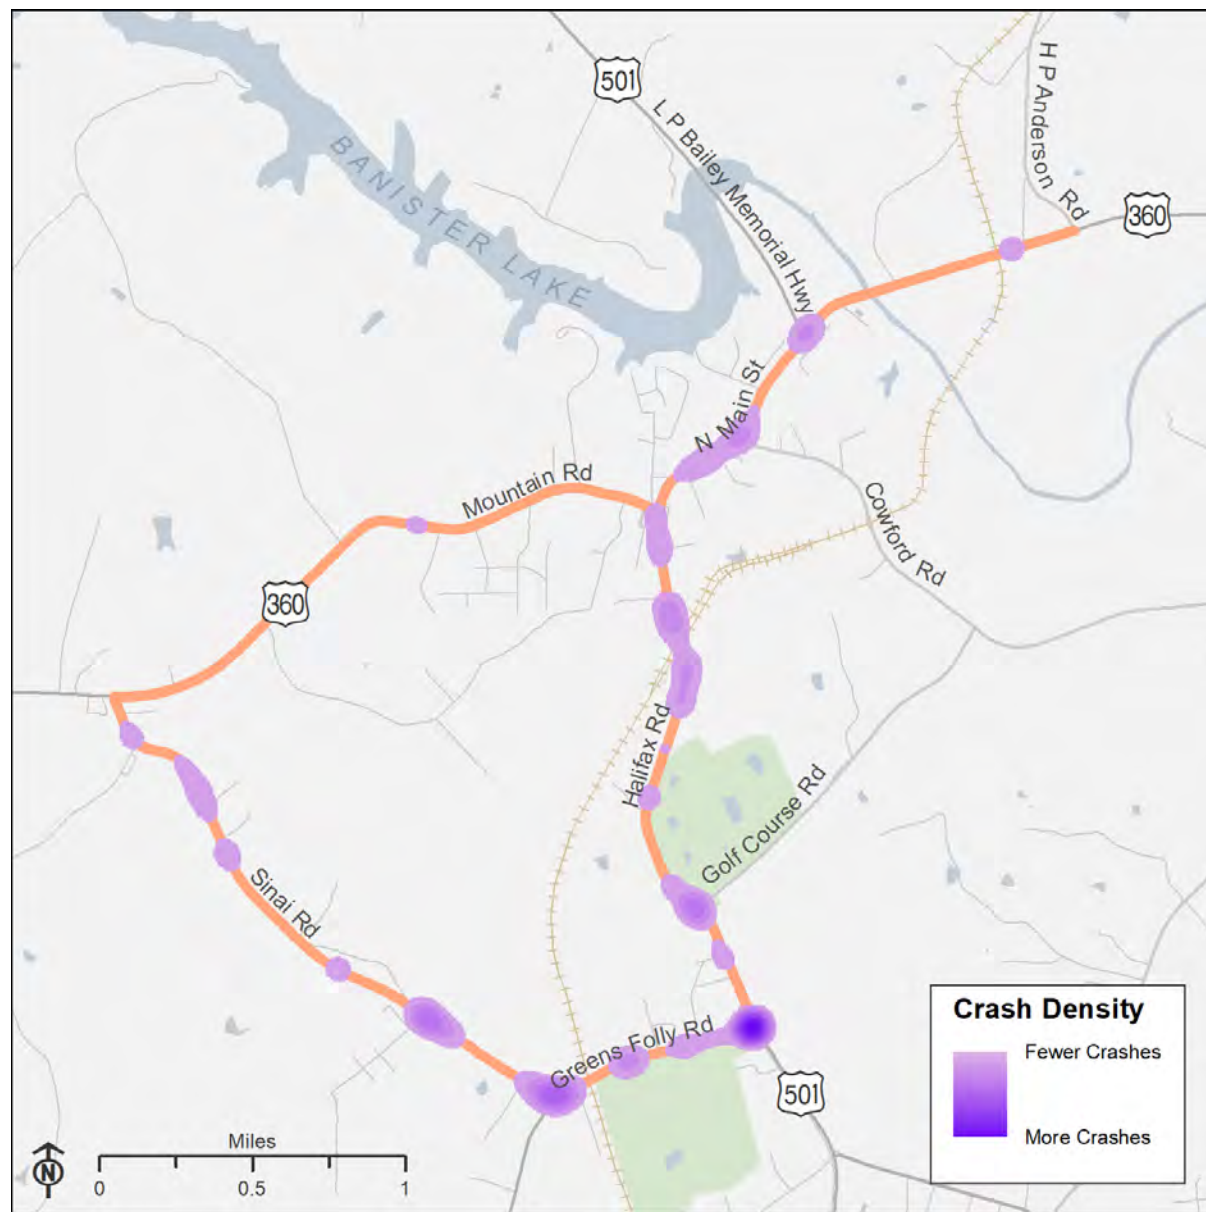 501
H P Anderson Rd
L P Bailey Memorial Hwy
BANISTER LAKE
360
N Main St
Mountain Rd
Cowford Rd
360
Halifax Rd
Golf Course Rd
Sinai Rd
Greens Folly Rd
501
Crash Density
Fewer Crashes
More Crashes
N
Miles
0 0.5 1